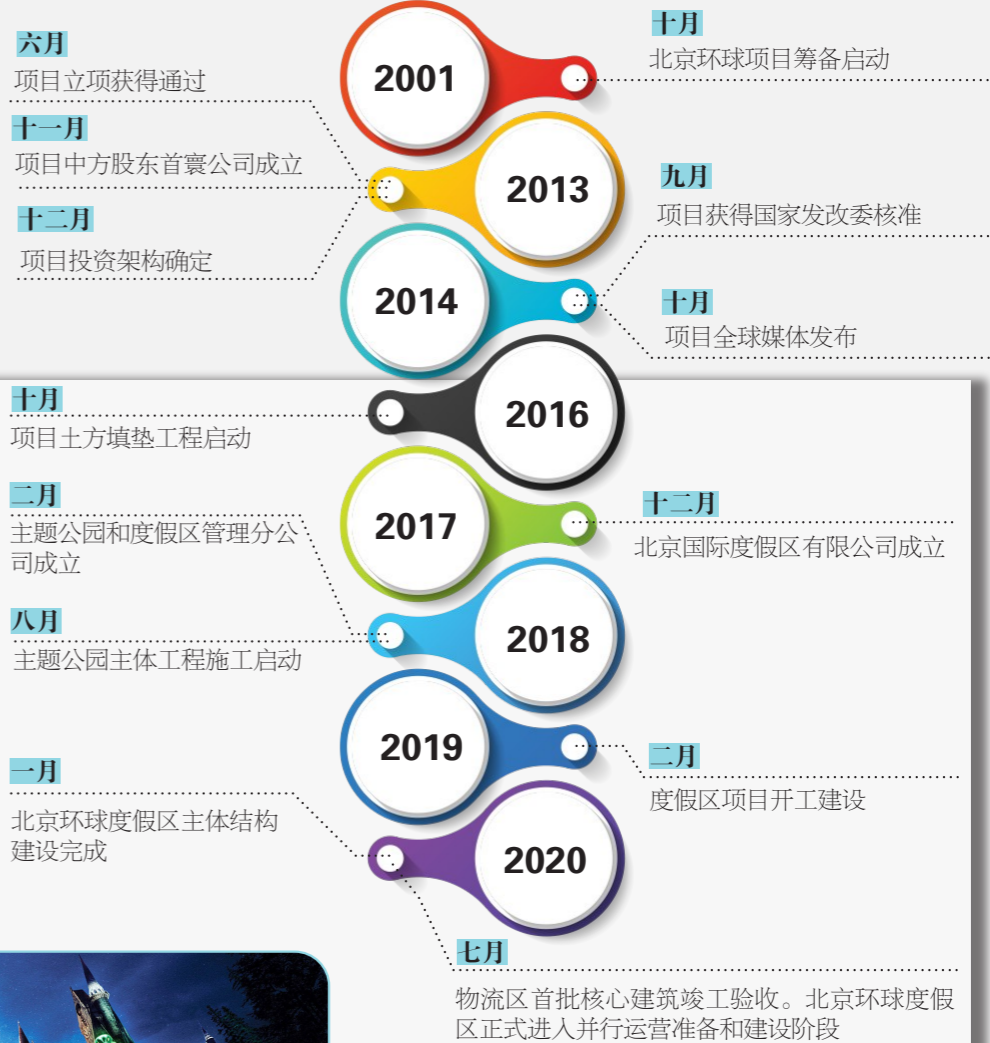 2001
十月
北京环球项目筹备启动
2013
六月
项目立项获得通过
十一月
项目中方股东首寰公司成立
十二月
项目投资架构确定
2014
九月
项目获得国家发改委核准
十月
项目全球媒体发布
2016
十月
项目土方填垫工程启动
2017
十二月
北京国际度假区有限公司成立
2018
二月
主题公园和度假区管理分公
司成立
八月
主题公园主体工程施工启动
2019
二月
度假区项目开工建设
2020
一月
北京环球度假区主体结构
建设完成
七月
物流区首批核心建筑竣工验收。北京环球度假
区正式进入并行运营准备和建设阶段